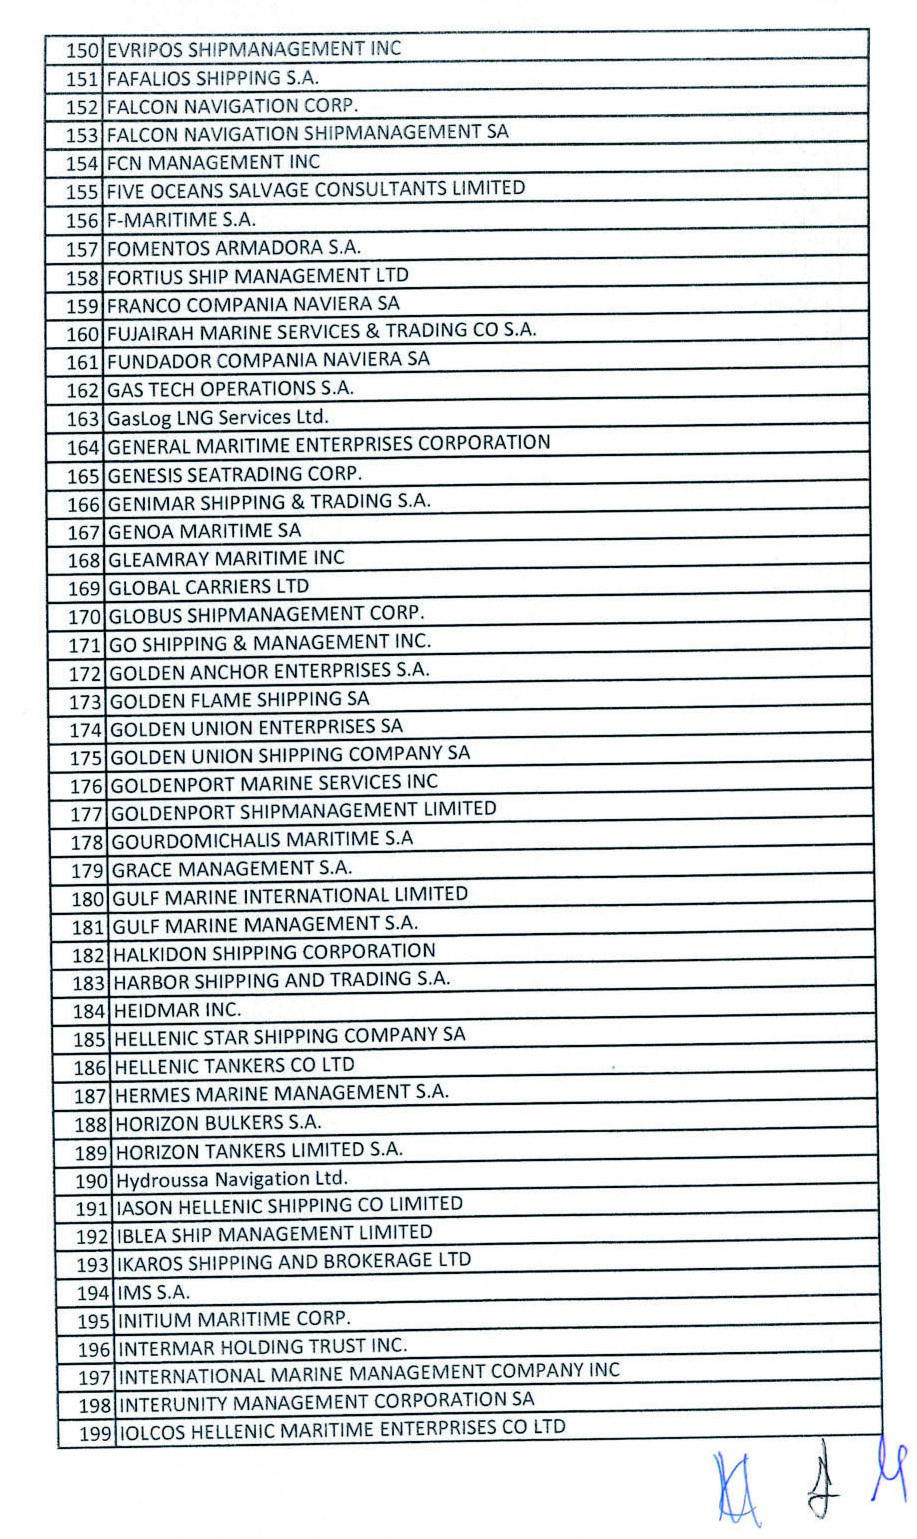 150 EVRIPOS SHIPMANAGEMENT INC
151 FAFALIOS SHIPPING S.A.
152 FALCON NAVIGATION CORP.
153 FALCON NAVIGATION SHIPMANAGEMENT SA
154 FCN MANAGEMENT INC
155 FIVE OCEANS SALVAGE CONSULTANTS LIMITED
156 F-MARITIME S.A.
157 FOMENTOS ARMADORA S.A.
158 FORTIUS SHIP MANAGEMENT LTD
159 FRANCO COMPANIA NAVIERA SA
160 FUJAIRAH MARINE SERVICES & TRADING CO S.A.
161 FUNDADOR COMPANIA NAVIERA SA
162 GAS TECH OPERATIONS S.A.
163 GasLog LNG Services Ltd.
164 GENERAL MARITIME ENTERPRISES CORPORATION
165 GENESIS SEATRADING CORP.
166 GENIMAR SHIPPING & TRADING S.A.
167 GENOA MARITIME SA
168 GLEAMRAY MARITIME INC
169 GLOBAL CARRIERS LTD
170 GLOBUS SHIPMANAGEMENT CORP.
171 GO SHIPPING & MANAGEMENT INC.
172 GOLDEN ANCHOR ENTERPRISES S.A.
173 GOLDEN FLAME SHIPPING SA
174 GOLDEN UNION ENTERPRISES SA
175 GOLDEN UNION SHIPPING COMPANY SA
176 GOLDENPORT MARINE SERVICES INC
177 GOLDENPORT SHIPMANAGEMENT LIMITED
178 GOURDOMICHALIS MARITIME S.A
179 GRACE MANAGEMENT S.A.
180 GULF MARINE INTERNATIONAL LIMITED
181 GULF MARINE MANAGEMENT S.A.
182 HALKIDON SHIPPING CORPORATION
183 HARBOR SHIPPING AND TRADING S.A.
184 HEIDMAR INC.
185 HELLENIC STAR SHIPPING COMPANY SA
186 HELLENIC TANKERS CO LTD
187 HERMES MARINE MANAGEMENT S.A.
188 HORIZON BULKERS S.A.
189 HORIZON TANKERS LIMITED S.A.
190 Hydroussa Navigation Ltd.
191 IASON HELLENIC SHIPPING CO LIMITED
192 IBLEA SHIP MANAGEMENT LIMITED
193 IKAROS SHIPPING AND BROKERAGE LTD
194 IMS S.A.
195 INITIUM MARITIME CORP.
196 INTERMAR HOLDING TRUST INC.
197 INTERNATIONAL MARINE MANAGEMENT COMPANY INC
198 INTERUNITY MANAGEMENT CORPORATION SA
199 IOLCOS HELLENIC MARITIME ENTERPRISES CO LTD